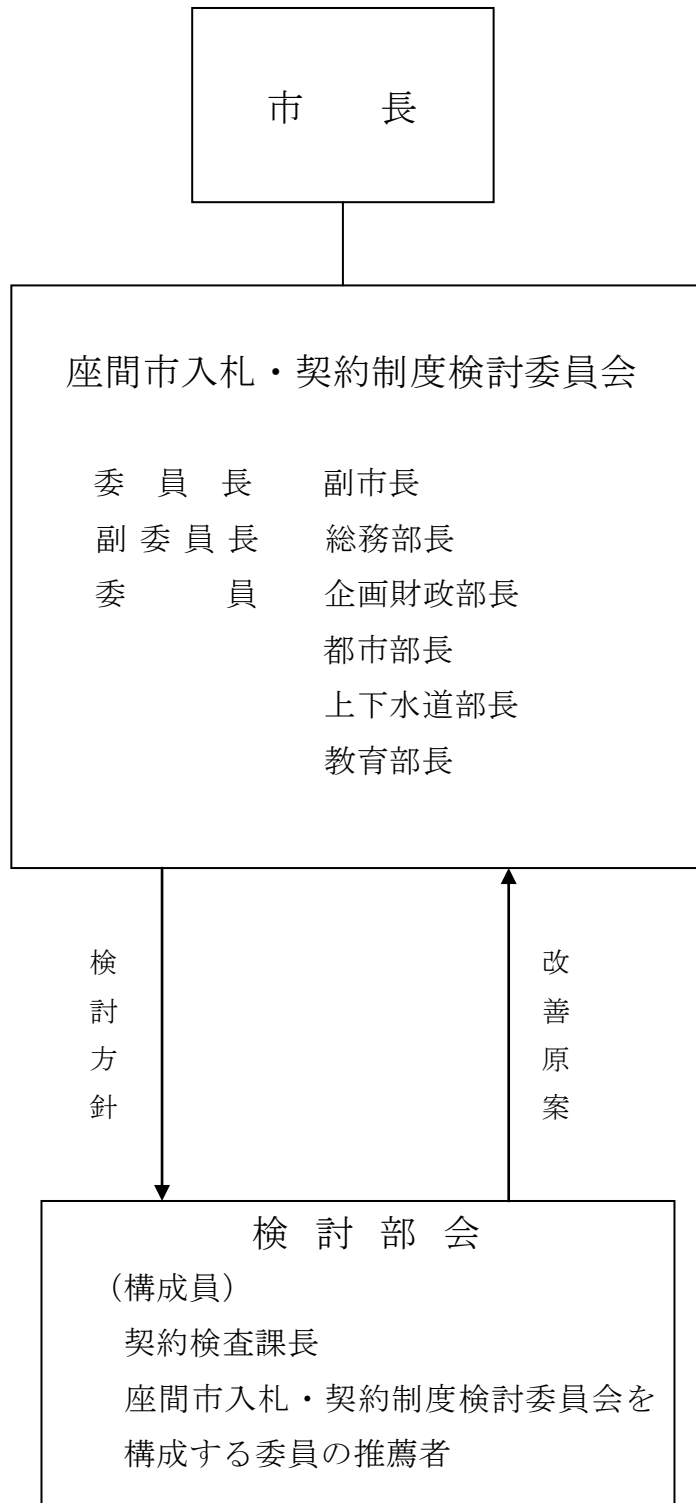 市　　長
座間市入札・契約制度検討委員会
委　員　長　　副市長
副 委 員 長　　総務部長
委　　　員　　企画財政部長
都市部長
上下水道部長
教育部長
検討方針
改善原案
検　討　部　会
（構成員）
契約検査課長
座間市入札・契約制度検討委員会を
構成する委員の推薦者